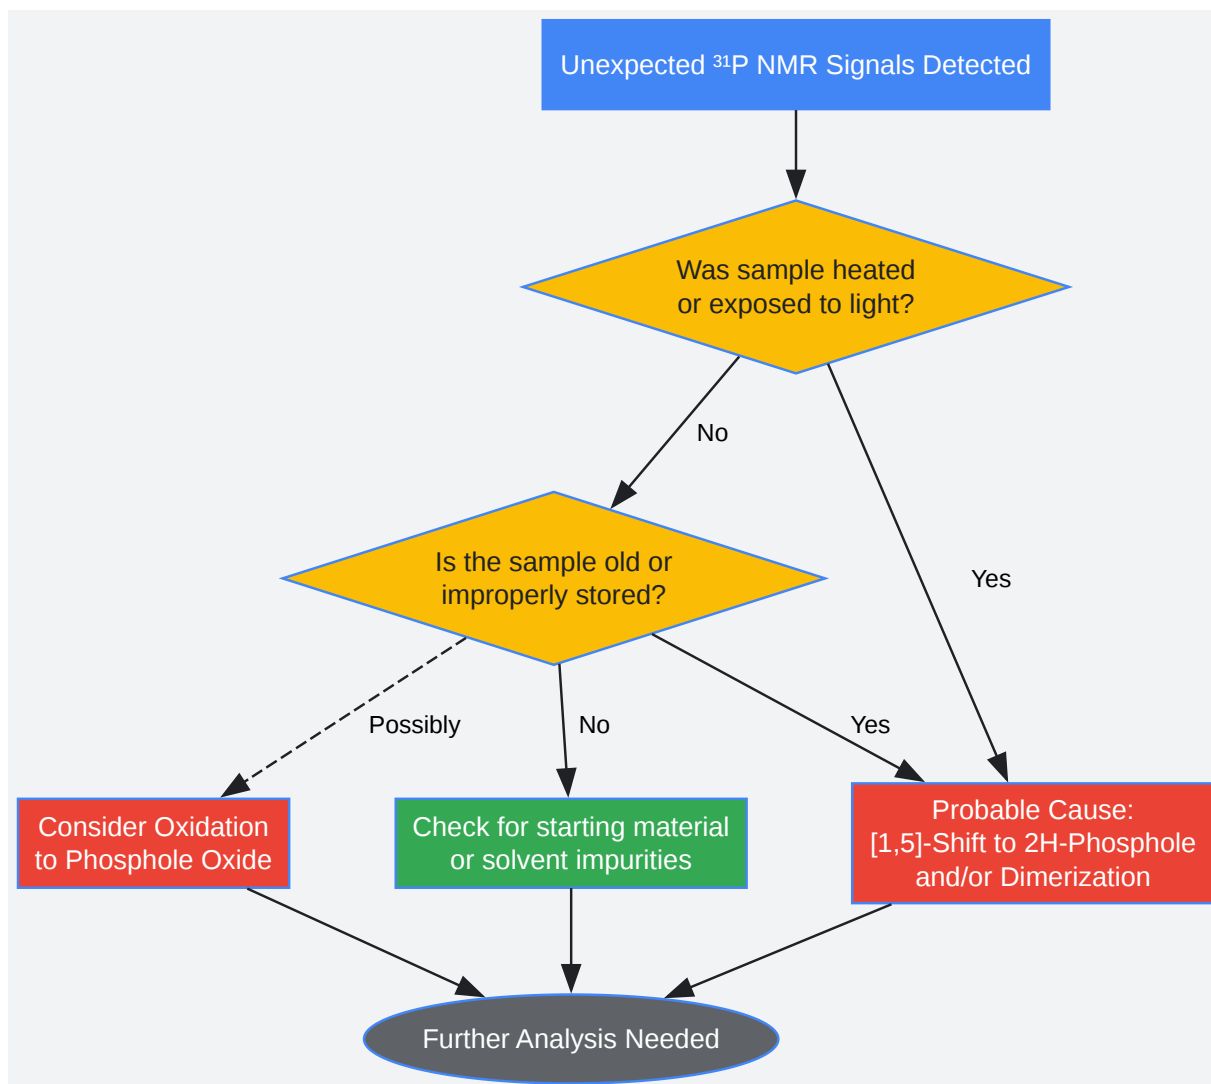 Unexpected ³¹P NMR Signals Detected
Was sample heated
or exposed to light?
No
Yes
Is the sample old or
improperly stored?
Possibly
No
Yes
Consider Oxidation
to Phosphole Oxide
Check for starting material
or solvent impurities
Probable Cause:
[1,5]-Shift to 2H-Phosphole
and/or Dimerization
Further Analysis Needed